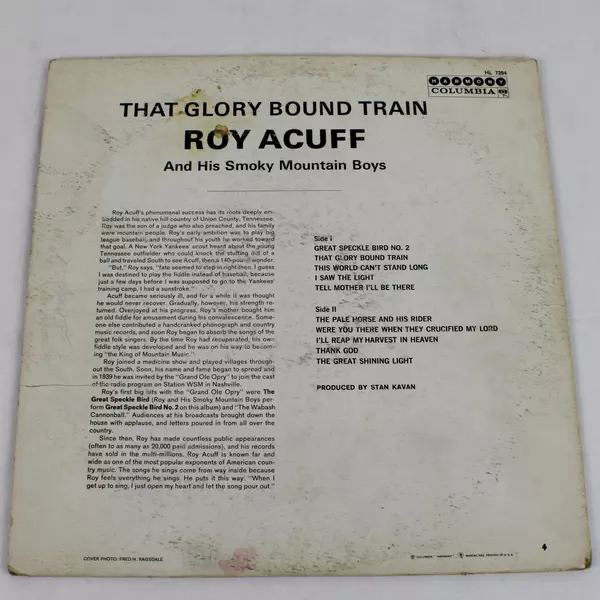 HL 7294
HARMONY
COLUMBIA
THAT GLORY BOUND TRAIN
ROY ACUFF
And His Smoky Mountain Boys
Roy Acuff's phenomenal success has its roots deeply em-
bedded in his native hill country of Union County, Tennessee.
Roy was the son of a judge who also preached, and his family
were mountain people. Roy's early ambition was to play big
league baseball, and throughout his youth he worked toward
that goal. A New York Yankees' scout heard about the young
Tennessee outfielder who could knock the stuffing out of a
ball and traveled South to see Acuff, then a 140-pound wonder.
"But," Roy says, "fate seemed to step in right then. I guess
I was destined to play the fiddle instead of baseball, because
just a few days before I was supposed to go to the Yankees'
training camp, I had a sunstroke."
Acuff became seriously ill, and for a while it was thought
he would never recover. Gradually, however, his strength re-
turned. Overjoyed at his progress, Roy's mother bought him
an old fiddle for amusement during his convalescence. Some-
one else contributed a handcranked phonograph and country
music records, and soon Roy began to absorb the songs of the
great folk singers. By the time Roy had recuperated, his own
fiddle style was developed and he was on his way to becom-
ing "the King of Mountain Music."
Roy joined a medicine show and played villages through-
out the South. Soon, his name and fame began to spread and
in 1939 he was invited by the "Grand Ole Opry" to join the cast
of the radio program on Station WSM in Nashville.
Roy's first big hits with the "Grand Ole Opry" were The
Great Speckle Bird (Roy and His Smoky Mountain Boys per-
form Great Speckle Bird No. 2 on this album) and "The Wabash
Cannonball." Audiences at his broadcasts brought down the
house with applause, and letters poured in from all over the
country.
Since then, Roy has made countless public appearances
(often to as many as 20,000 paid admissions), and his records
have sold in the multi-millions. Roy Acuff is known far and
wide as one of the most popular exponents of American coun-
try music. The songs he sings come from way inside because
Roy feels everything he sings. He puts it this way: "When I
get up to sing, I just open my heart and let the song pour out."
Side I
GREAT SPECKLE BIRD NO. 2
THAT GLORY BOUND TRAIN
THIS WORLD CAN'T STAND LONG
I SAW THE LIGHT
TELL MOTHER I'LL BE THERE
Side II
THE PALE HORSE AND HIS RIDER
WERE YOU THERE WHEN THEY CRUCIFIED MY LORD
I'LL REAP MY HARVEST IN HEAVEN
THANK GOD
THE GREAT SHINING LIGHT
PRODUCED BY STAN KAVAN
4
COVER PHOTO: FRED H. RAGSDALE
COLUMBIA, "HARMONY", MARCAS REG. PRINTED IN U.S.A.